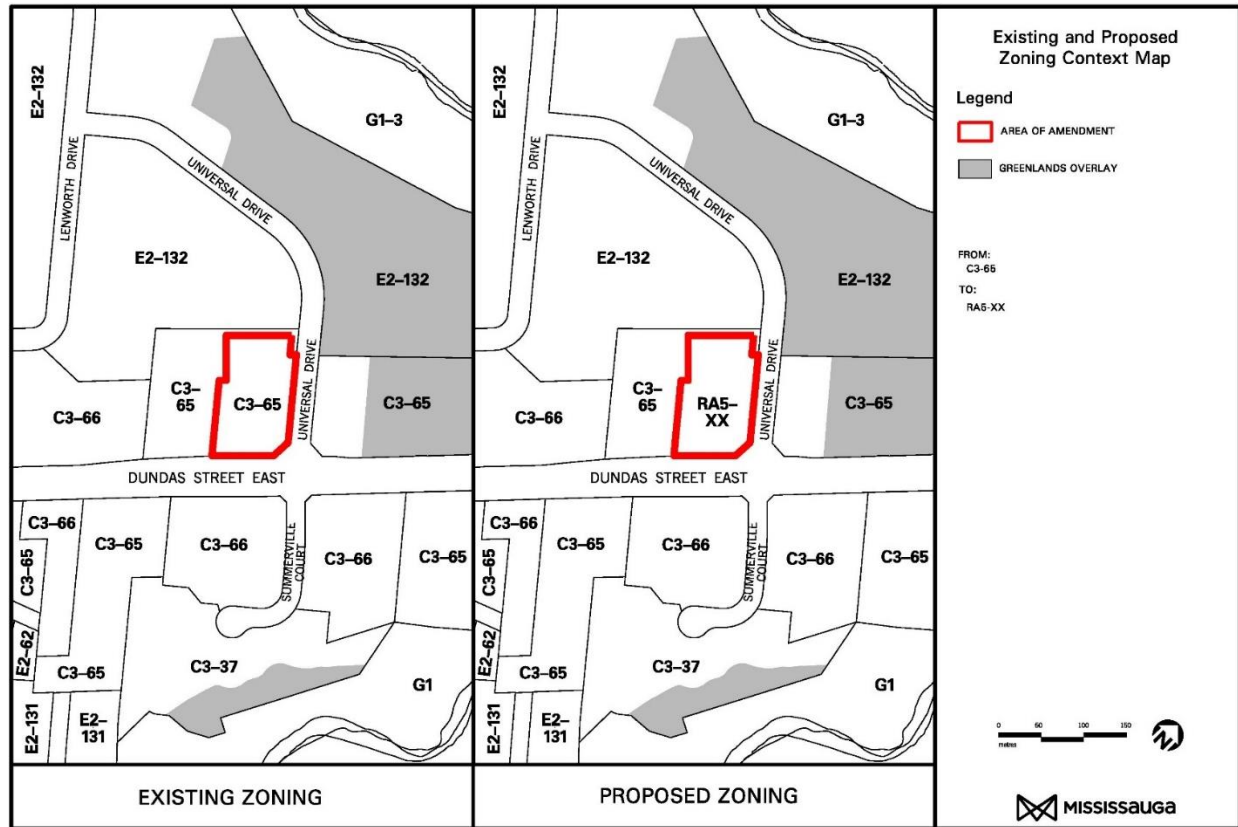 E2-132
LENWORTH DRIVE
UNIVERSAL DRIVE
G1-3
E2-132
E2-132
UNIVERSAL DRIVE
C3-66
C3-
65
C3-65
C3-65
DUNDAS STREET EAST
C3-66
C3-65
C3-66
SUMMERVILLE
COURT
C3-66
C3-65
C3-65
E2-62
C3-65
C3-37
G1
E2-131
E2-
131
EXISTING ZONING
E2-132
LENWORTH DRIVE
UNIVERSAL DRIVE
G1-3
E2-132
E2-132
UNIVERSAL DRIVE
C3-66
C3-
65
RA5-
XX
C3-65
DUNDAS STREET EAST
C3-66
C3-65
C3-66
SUMMERVILLE
COURT
C3-66
C3-65
C3-65
E2-62
C3-65
C3-37
G1
E2-131
E2-
131
PROPOSED ZONING
Existing and Proposed
Zoning Context Map
Legend
AREA OF AMENDMENT
GREENLANDS OVERLAY
FROM:
C3-65
TO:
RA5-XX
0 50 100 150
metres
N
MISSISSAUGA